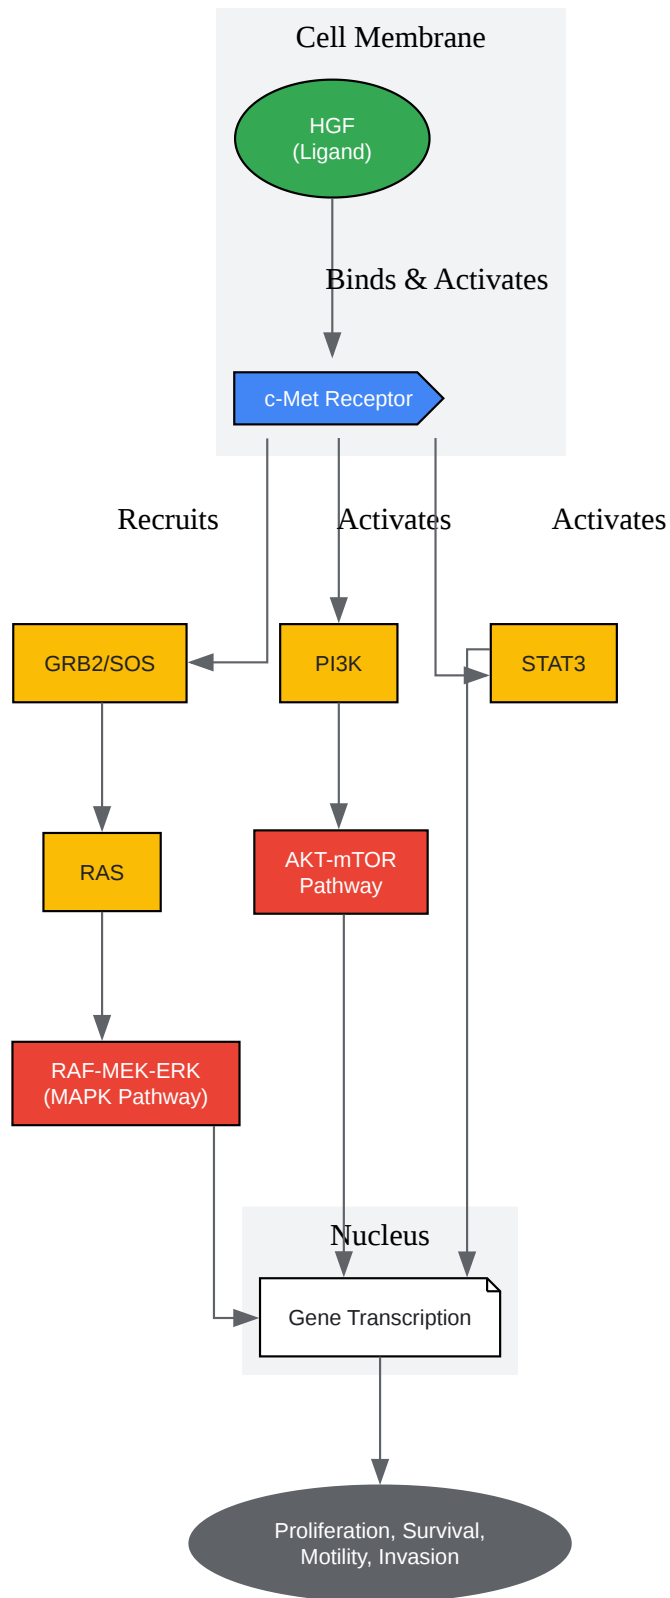 Cell Membrane
HGF
(Ligand)
Binds & Activates
c-Met Receptor
Recruits
Activates
Activates
GRB2/SOS
PI3K
STAT3
RAS
AKT-mTOR
Pathway
RAF-MEK-ERK
(MAPK Pathway)
Nucleus
Gene Transcription
Proliferation, Survival,
Motility, Invasion